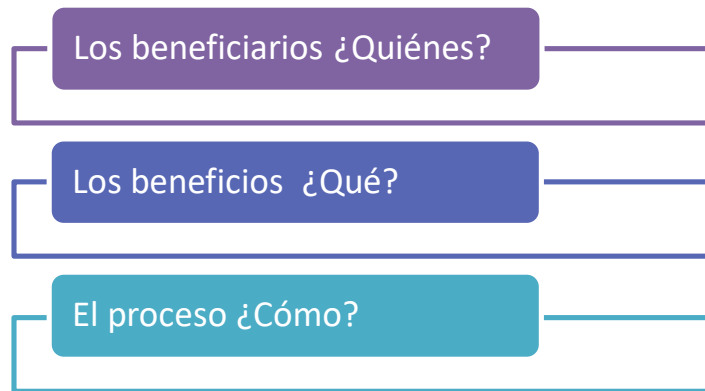 Los beneficiarios ¿Quiénes?
Los beneficios  ¿Qué?
El proceso ¿Cómo?